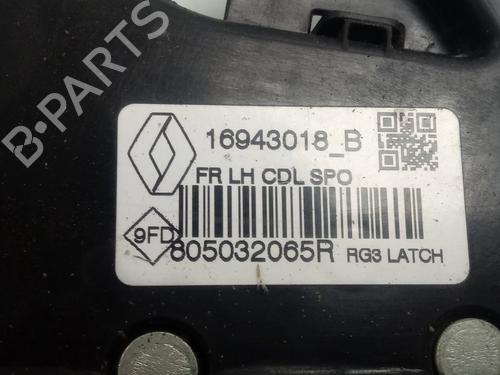 16943018_B
FR LH CDL SPO
9FD
805032065R RG3 LATCH
B-PARTS